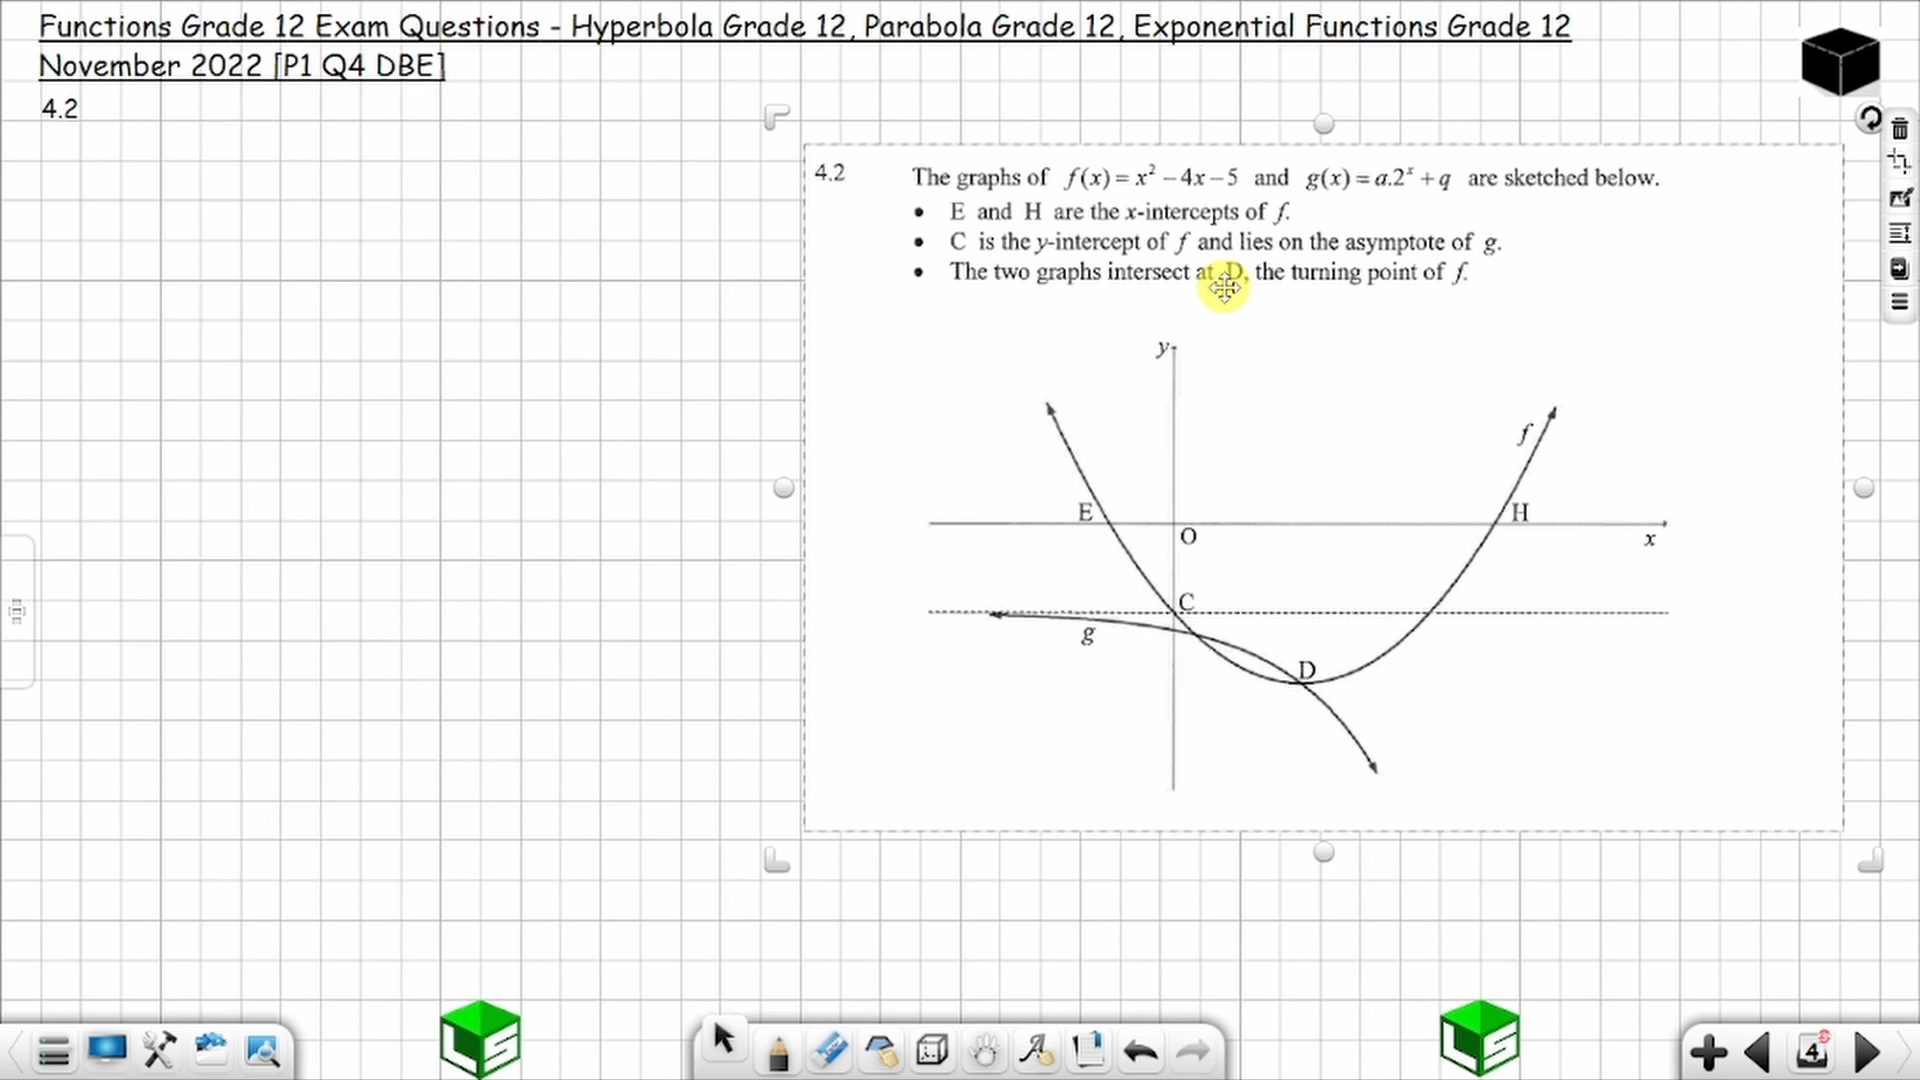 Functions Grade 12 Exam Questions - Hyperbola Grade 12, Parabola Grade 12, Exponential Functions Grade 12
November 2022 [P1 Q4 DBE]
4.2
4.2 The graphs of f(x) = x² − 4x − 5 and g(x) = a.2ˣ + q are sketched below.
• E and H are the x-intercepts of f.
• C is the y-intercept of f and lies on the asymptote of g.
• The two graphs intersect at D, the turning point of f.
y
f
E
H
O
x
C
g
D
LS
LS
4